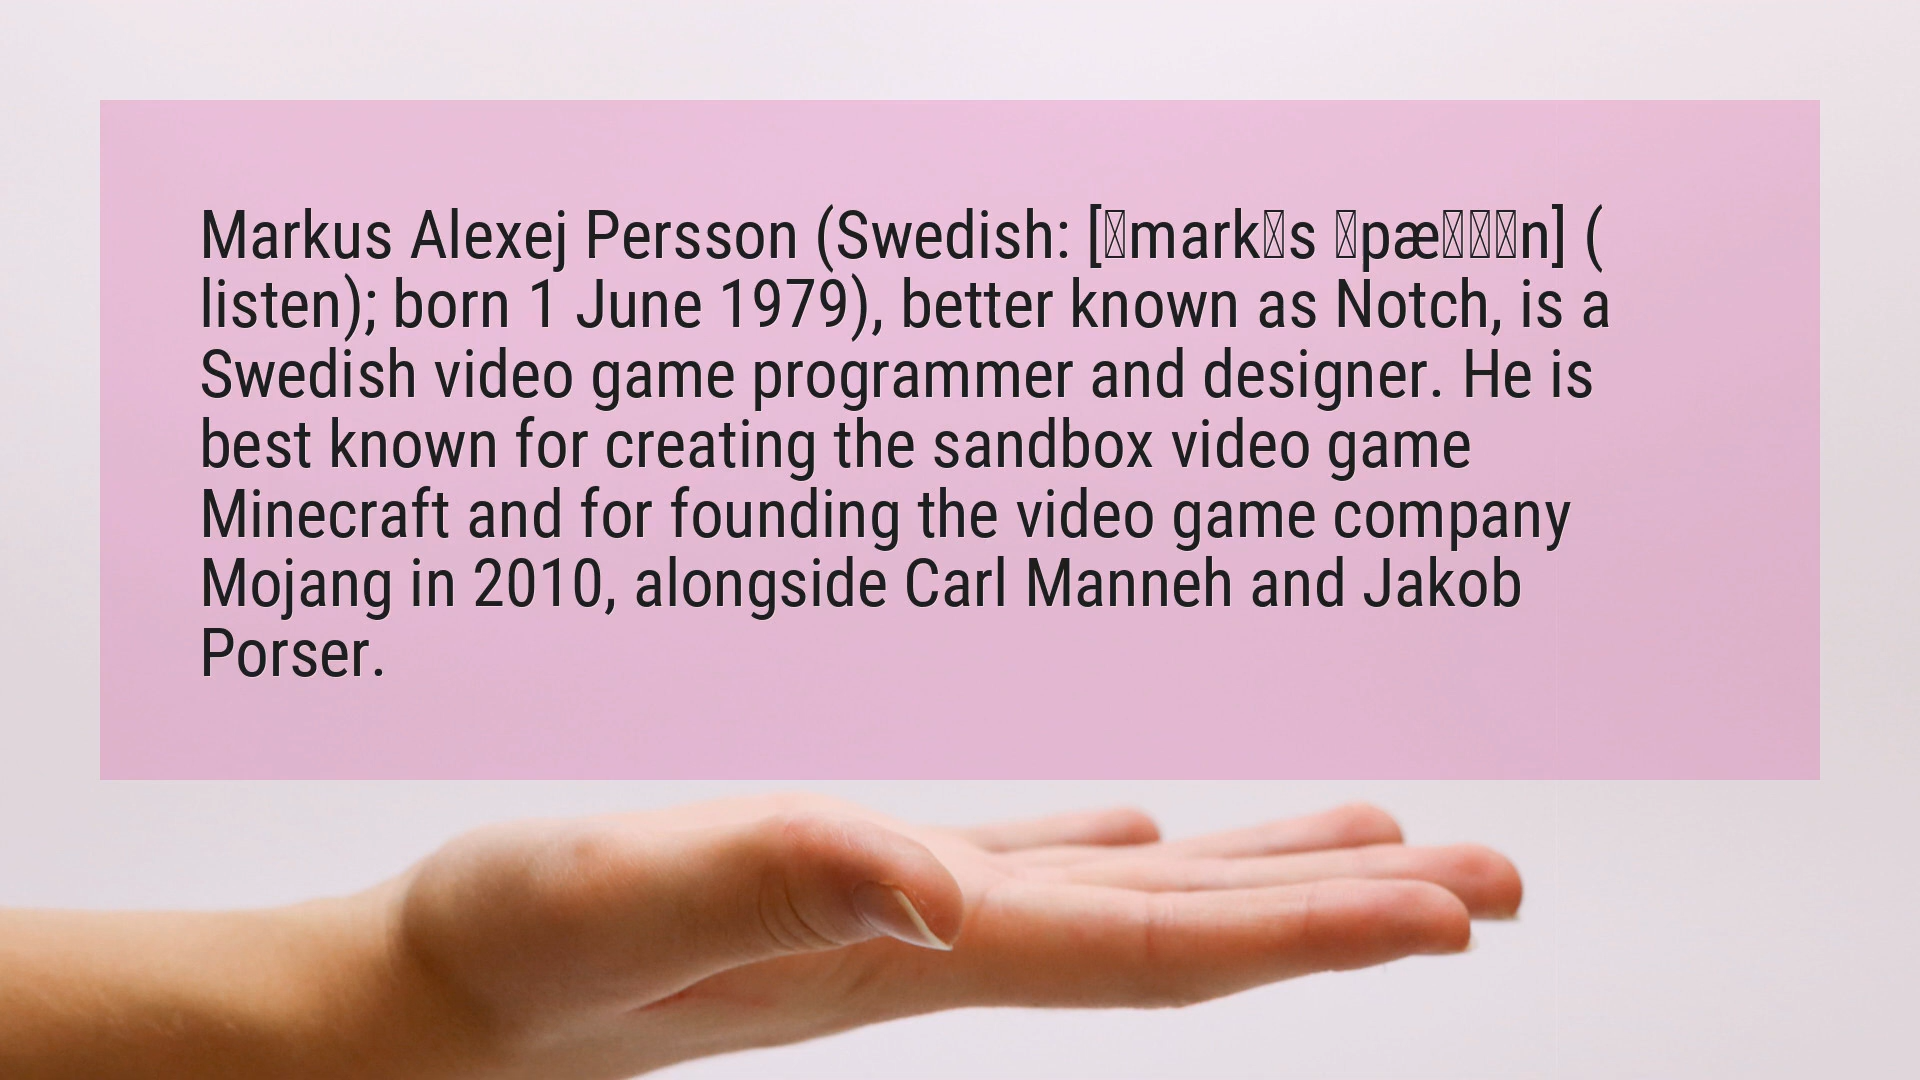 Markus Alexej Persson (Swedish: [▯mark▯s ▯pæ▯▯▯n] (
listen); born 1 June 1979), better known as Notch, is a
Swedish video game programmer and designer. He is
best known for creating the sandbox video game
Minecraft and for founding the video game company
Mojang in 2010, alongside Carl Manneh and Jakob
Porser.